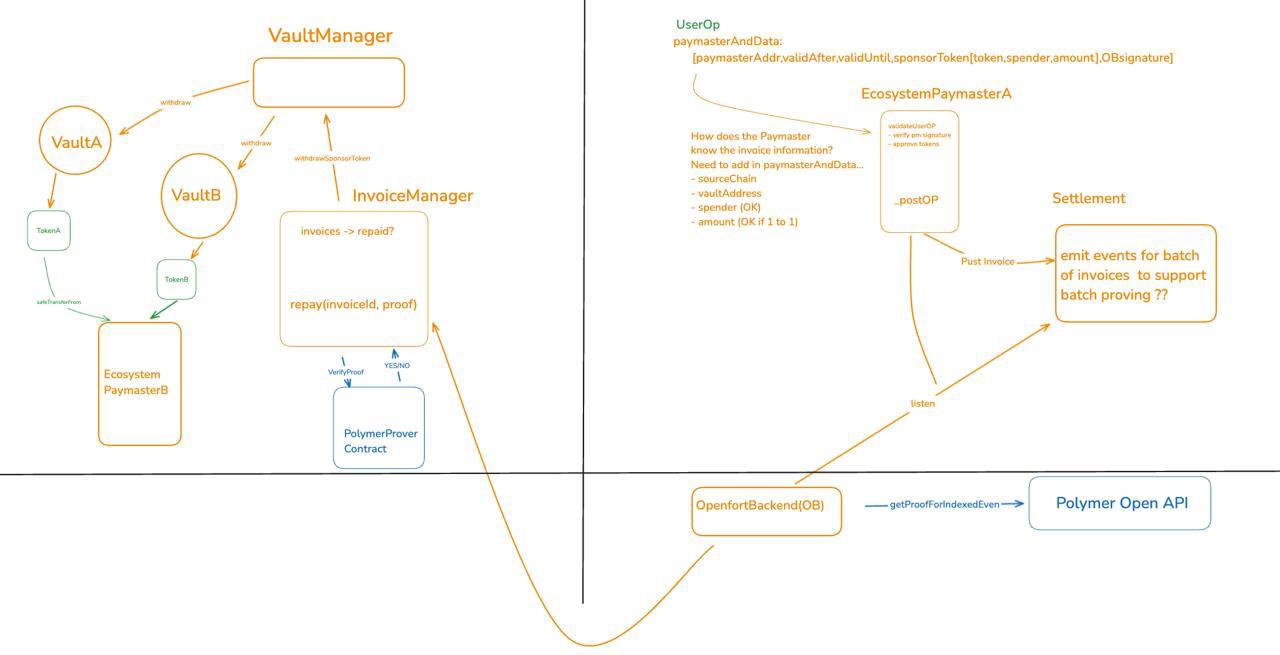 VaultManager
withdraw
withdraw
VaultA
VaultB
withdrawSponsorToken
InvoiceManager
invoices -> repaid?
repay(invoiceId, proof)
TokenA
TokenB
safeTransferFrom
Ecosystem
PaymasterB
VerifyProof
YES/NO
PolymerProver
Contract
UserOp
paymasterAndData:
[paymasterAddr,validAfter,validUntil,sponsorToken[token,spender,amount],OBsignature]
EcosystemPaymasterA
validateUserOP
- verify pm signature
- approve tokens
_postOP
How does the Paymaster
know the invoice information?
Need to add in paymasterAndData...
- sourceChain
- vaultAddress
- spender (OK)
- amount (OK if 1 to 1)
Settlement
Pust Invoice
emit events for batch
of invoices to support
batch proving ??
listen
OpenfortBackend(OB)
getProofForIndexedEven
Polymer Open API